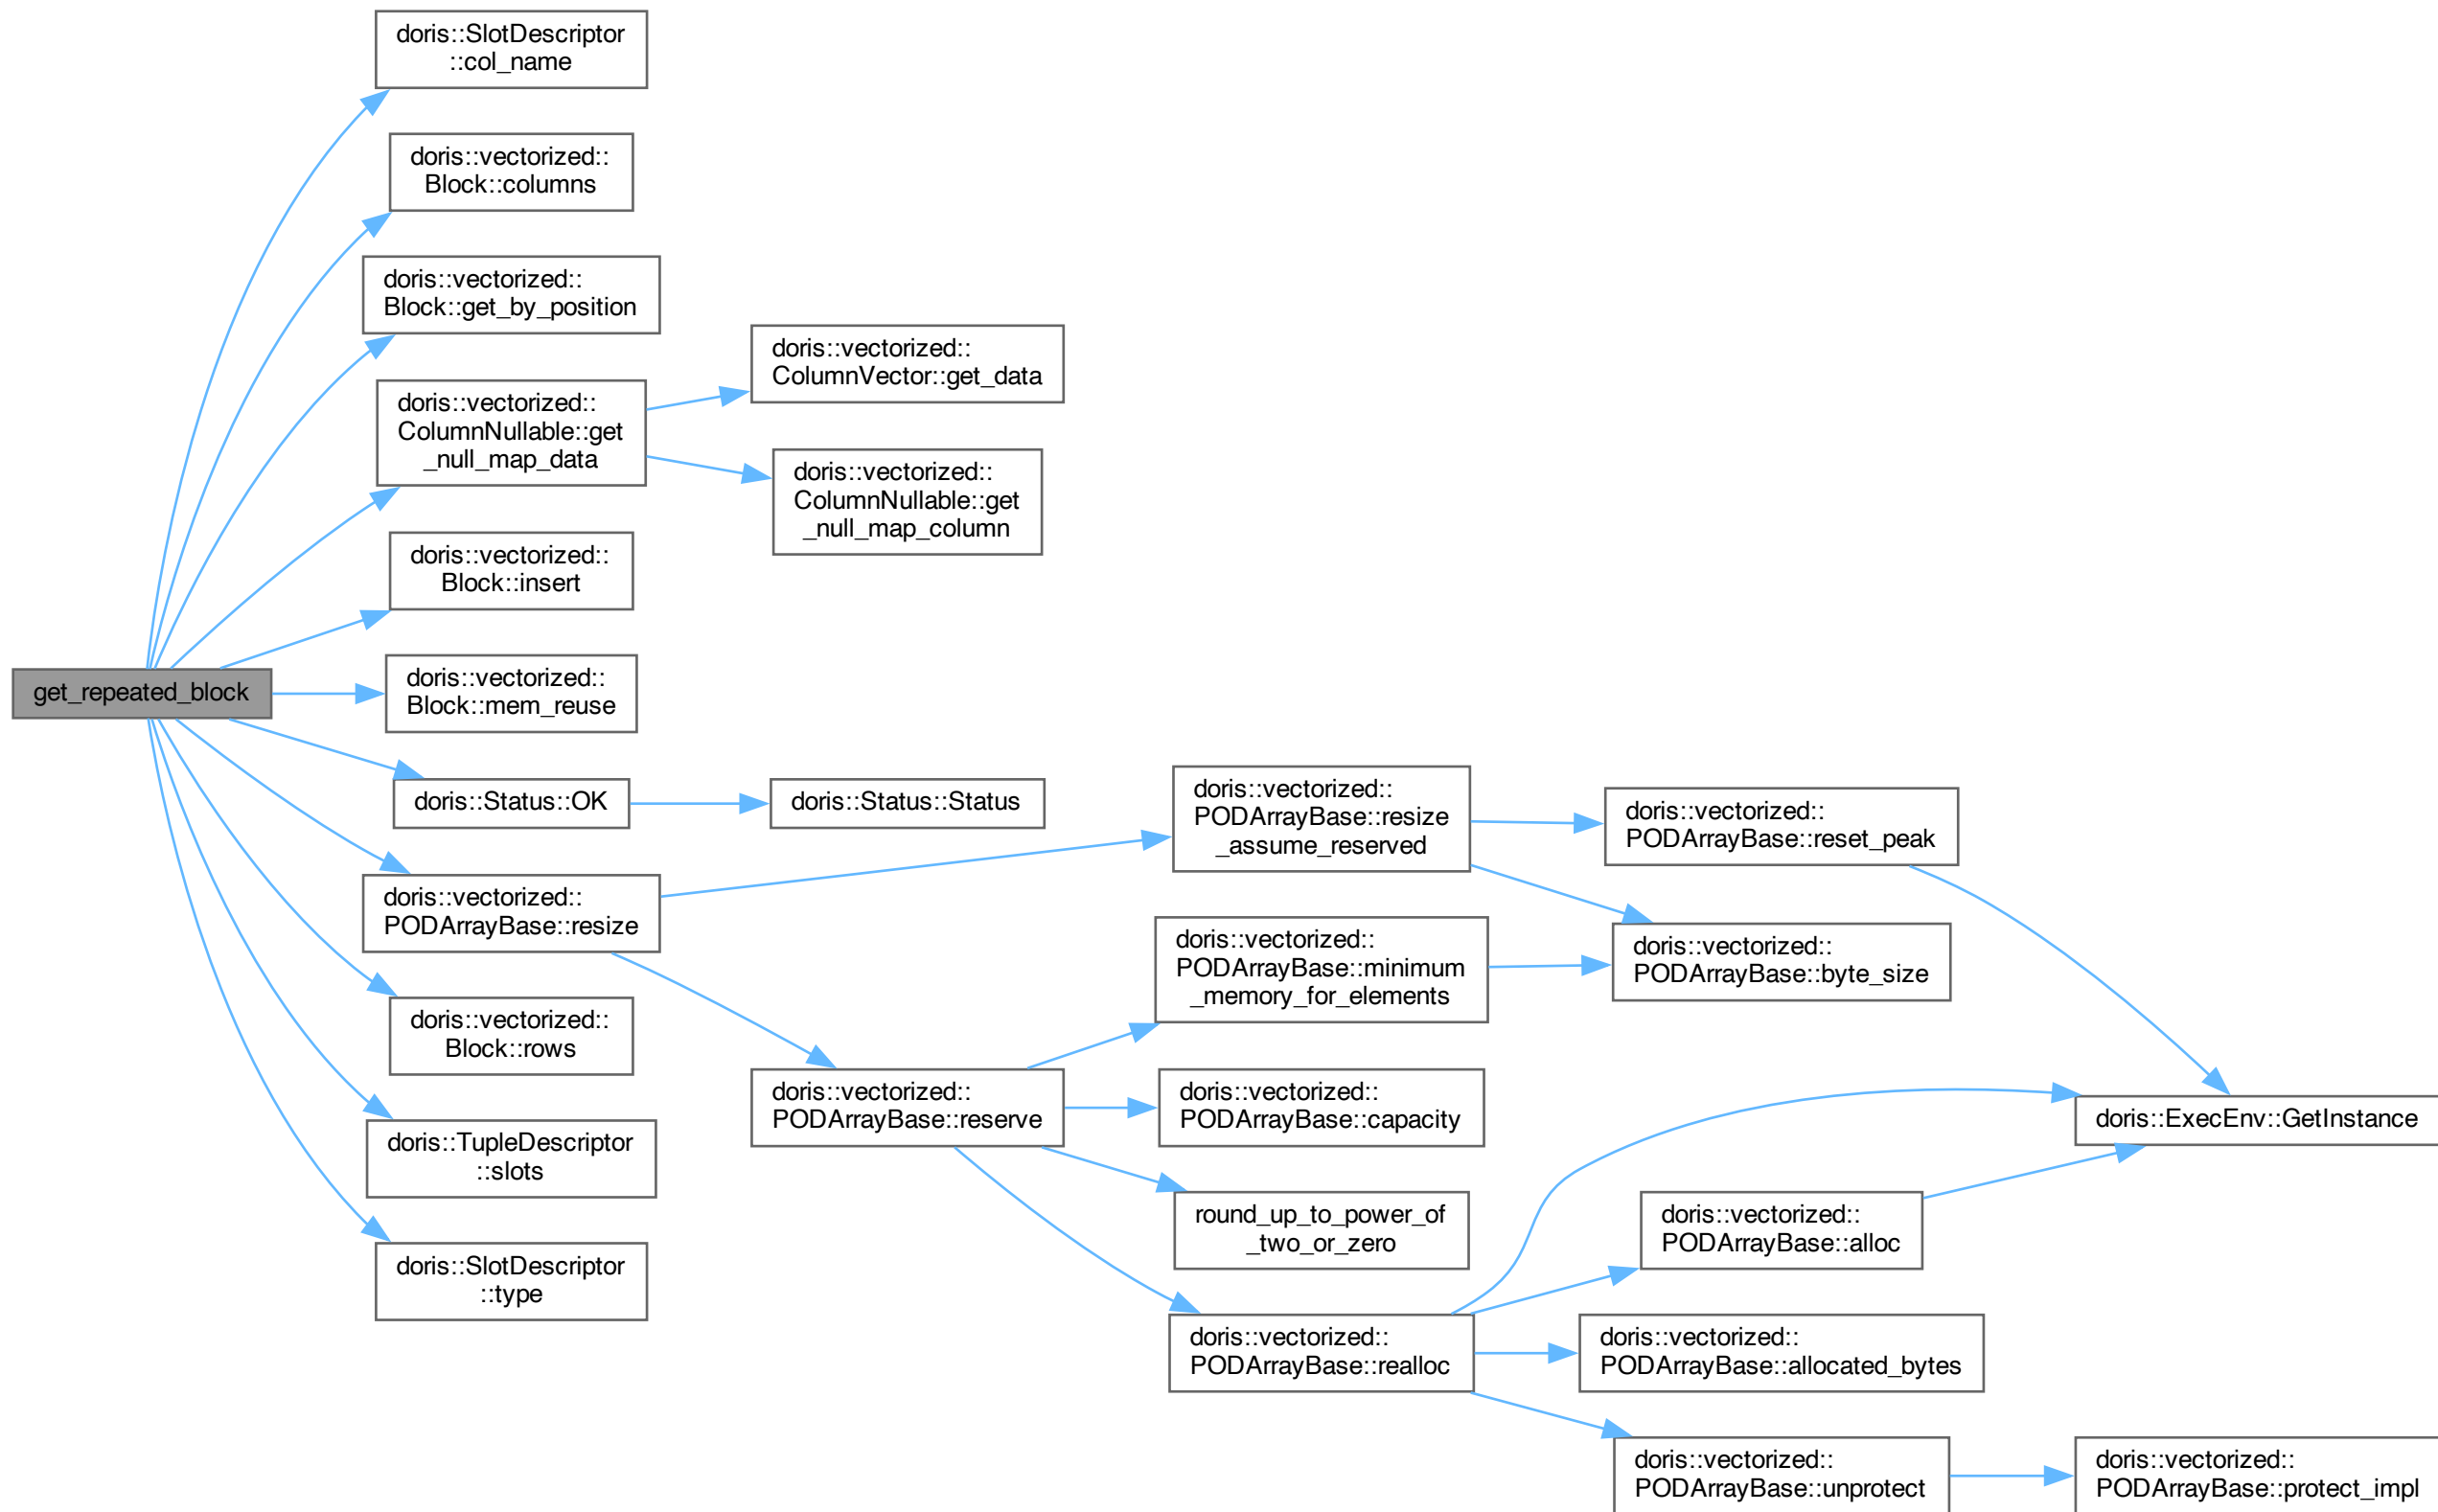 doris::SlotDescriptor
::col_name
doris::vectorized::
Block::columns
doris::vectorized::
Block::get_by_position
doris::vectorized::
ColumnNullable::get
_null_map_data
doris::vectorized::
ColumnVector::get_data
doris::vectorized::
ColumnNullable::get
_null_map_column
doris::vectorized::
Block::insert
get_repeated_block
doris::vectorized::
Block::mem_reuse
doris::Status::OK
doris::Status::Status
doris::vectorized::
PODArrayBase::resize
doris::vectorized::
PODArrayBase::resize
_assume_reserved
doris::vectorized::
PODArrayBase::reset_peak
doris::vectorized::
PODArrayBase::minimum
_memory_for_elements
doris::vectorized::
PODArrayBase::byte_size
doris::vectorized::
Block::rows
doris::vectorized::
PODArrayBase::reserve
doris::vectorized::
PODArrayBase::capacity
doris::ExecEnv::GetInstance
doris::TupleDescriptor
::slots
round_up_to_power_of
_two_or_zero
doris::vectorized::
PODArrayBase::alloc
doris::SlotDescriptor
::type
doris::vectorized::
PODArrayBase::realloc
doris::vectorized::
PODArrayBase::allocated_bytes
doris::vectorized::
PODArrayBase::unprotect
doris::vectorized::
PODArrayBase::protect_impl